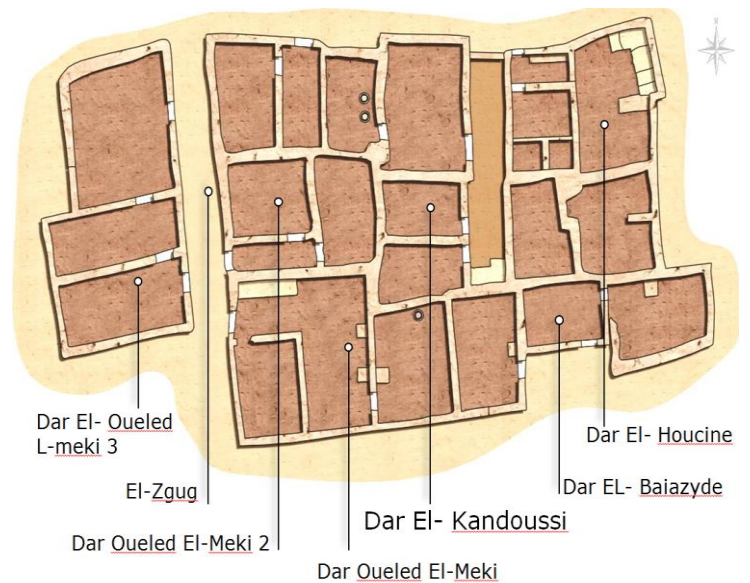 Dar El- Oueled
L-meki 3
Dar El- Houcine
El-Zgug
Dar EL- Baiazyde
Dar El- Kandoussi
Dar Oueled El-Meki 2
Dar Oueled El-Meki